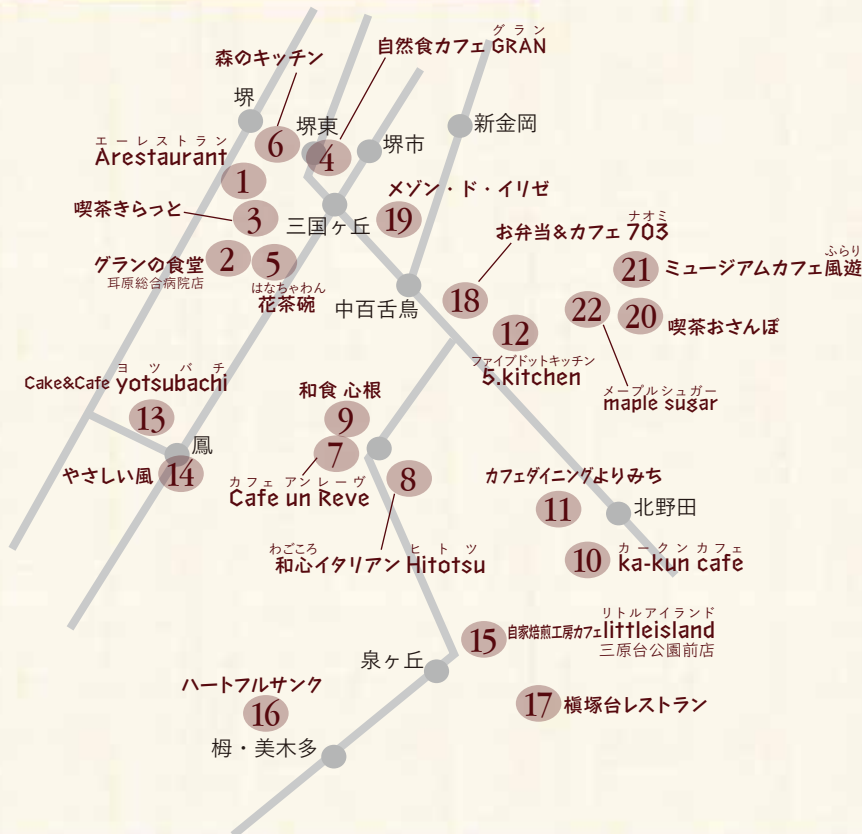 グラン
自然食カフェ GRAN
森のキッチン
堺
堺東
6
4
堺市
新金岡
エーレストラン
Arestaurant
1
喫茶きらっと
3
三国ヶ丘
メゾン・ド・イリゼ
19
ナオミ
お弁当&カフェ 703
グランの食堂
耳原総合病院店
2
5
はなちゃわん
花茶碗
中百舌鳥
18
ふらり
21
ミュージアムカフェ風遊
22
20
喫茶おさんぽ
12
ファイブドットキッチン
5.kitchen
メープルシュガー
maple sugar
ヨツバチ
Cake&Cafe yotsubachi
13
鳳
やさしい風
14
和食 心根
9
7
カフェ アンレーヴ
Cafe un Reve
8
わごころ ヒトツ
和心イタリアン Hitotsu
カフェダイニングよりみち
11
北野田
カークンカフェ
10
ka-kun cafe
リトルアイランド
15
自家焙煎工房カフェlittleisland
三原台公園前店
泉ヶ丘
17
槇塚台レストラン
ハートフルサンク
16
栂・美木多